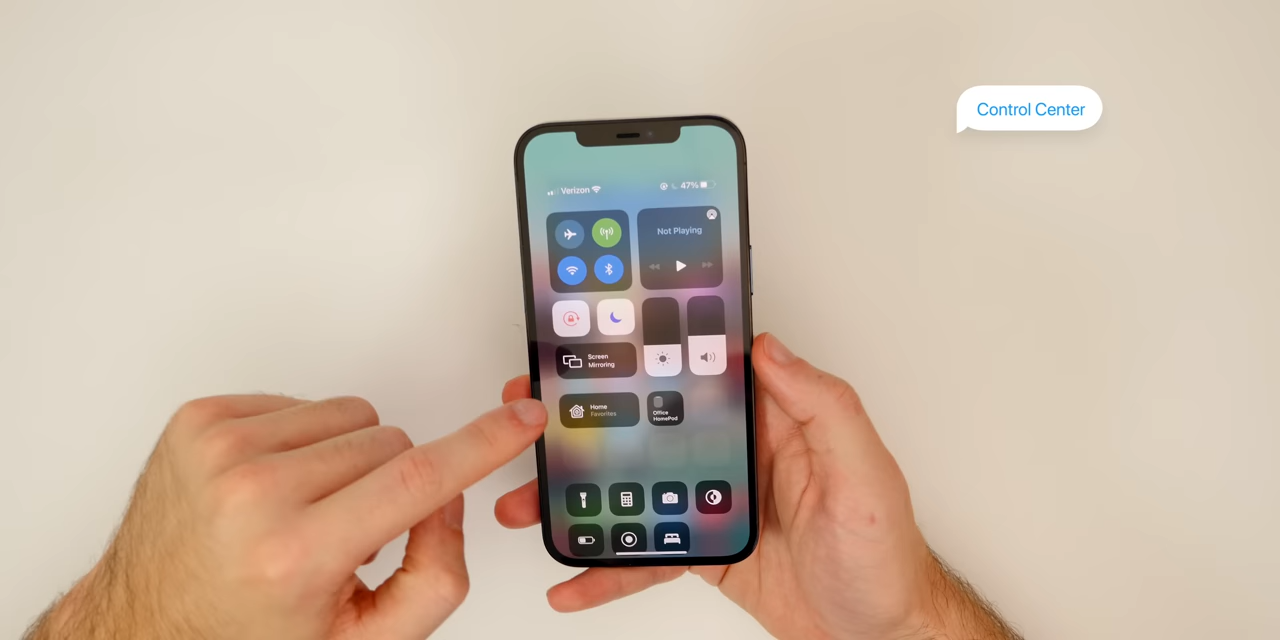 Control Center
Verizon
47%
Not Playing
Screen
Mirroring
Home
Favorites
Office
HomePod